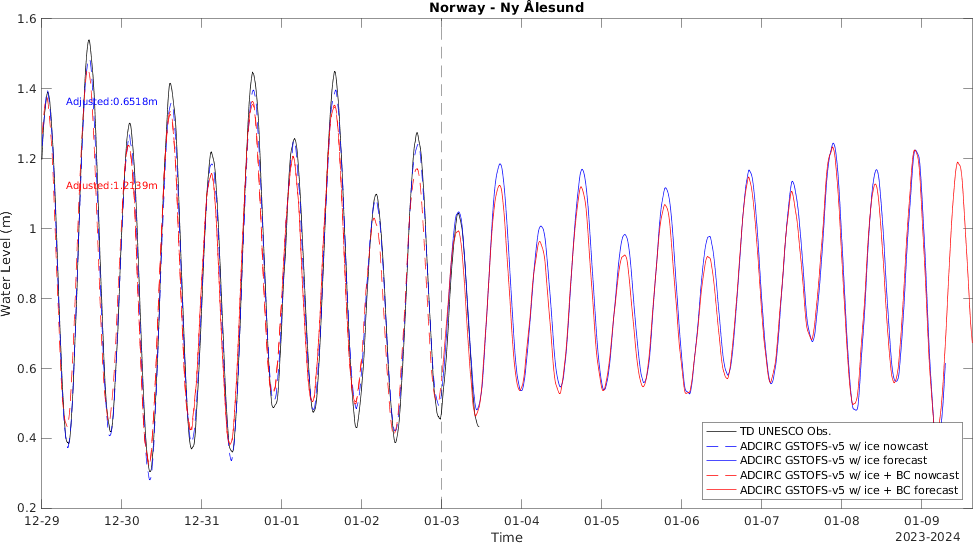 Norway - Ny Ålesund
1.6
1.4
1.2
1
0.8
0.6
0.4
0.2
Water Level (m)
Adjusted:0.6518m
Adjusted:1.2139m
TD UNESCO Obs.
ADCIRC GSTOFS-v5 w/ ice nowcast
ADCIRC GSTOFS-v5 w/ ice forecast
ADCIRC GSTOFS-v5 w/ ice + BC nowcast
ADCIRC GSTOFS-v5 w/ ice + BC forecast
12-29 12-30 12-31 01-01 01-02 01-03 01-04 01-05 01-06 01-07 01-08 01-09
Time
2023-2024